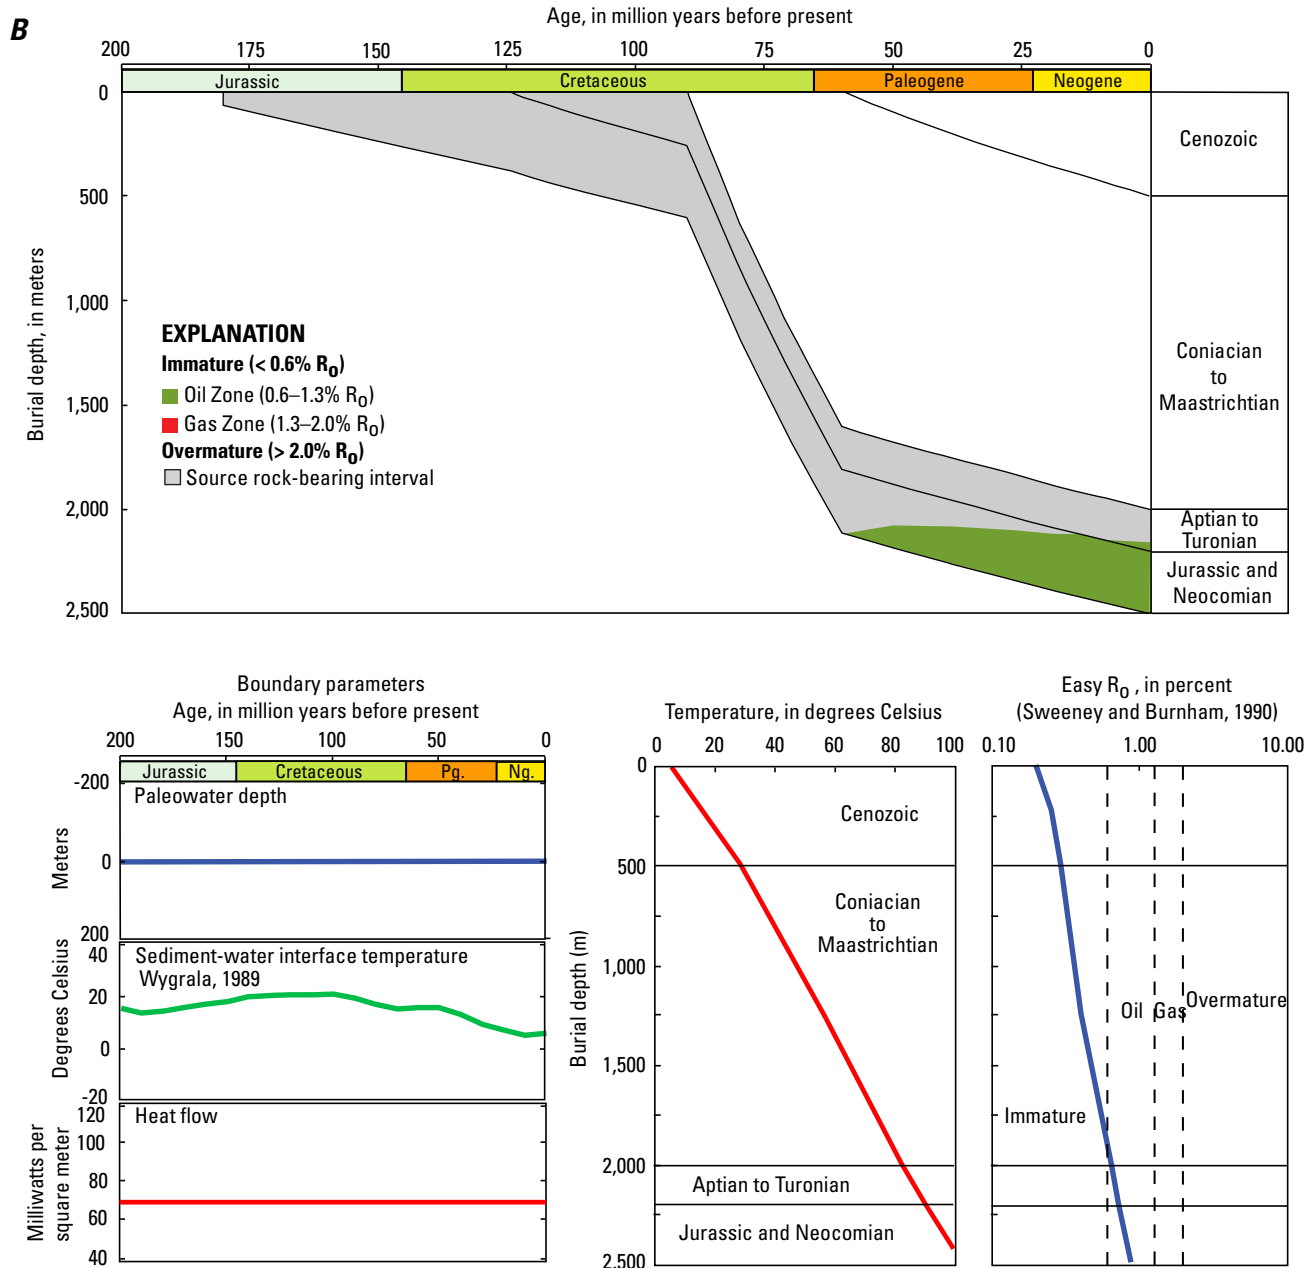 B
Age, in million years before present
200 175 150 125 100 75 50 25 0
Jurassic Cretaceous Paleogene Neogene
Burial depth, in meters
0
500
1,000
1,500
2,000
2,500
Cenozoic
Coniacian
to
Maastrichtian
Aptian to
Turonian
Jurassic and
Neocomian
EXPLANATION
Immature (< 0.6% R0)
Oil Zone (0.6–1.3% R0)
Gas Zone (1.3–2.0% R0)
Overmature (> 2.0% R0)
Source rock-bearing interval
Boundary parameters
Age, in million years before present
200 150 100 50 0
Jurassic Cretaceous Pg. Ng.
Meters
-200
0
200
Paleowater depth
Degrees Celsius
40
20
0
-20
Sediment-water interface temperature
Wygrala, 1989
Milliwatts per
square meter
120
100
80
60
40
Heat flow
Temperature, in degrees Celsius
0 20 40 60 80 100
Burial depth (m)
0
500
1,000
1,500
2,000
2,500
Cenozoic
Coniacian
to
Maastrichtian
Aptian to Turonian
Jurassic and Neocomian
Easy R0 , in percent
(Sweeney and Burnham, 1990)
0.10 1.00 10.00
Immature
Oil
Gas
Overmature